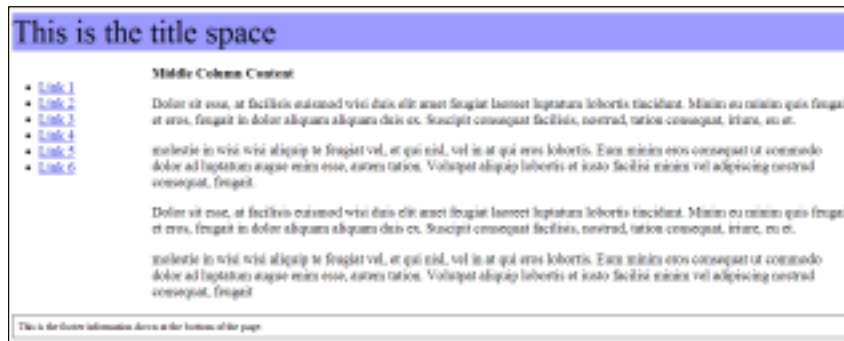 This is the title space
Middle Column Content
Link 1
Link 2
Link 3
Link 4
Link 5
Link 6
Dolor sit esse, at facilisis euismod wisi duis elit amet feugiat laoreet luptatum lobortis tincidunt. Minim eu minim quis feugai
et eros, feugait in dolor aliquam aliquam duis ex. Suscipit consequat facilisis, nostrud, tation consequat, iriure, eu et.
molestie in wisi wisi aliquip te feugiat vel, et qui nisl, vel in at qui eros lobortis. Eum minim eros consequat ut commodo
dolor ad luptatum augue enim esse, autem tation. Volutpat aliquip lobortis et iusto facilisi minim vel adipiscing nostrud
consequat, feugait.
Dolor sit esse, at facilisis euismod wisi duis elit amet feugiat laoreet luptatum lobortis tincidunt. Minim eu minim quis feugai
et eros, feugait in dolor aliquam aliquam duis ex. Suscipit consequat facilisis, nostrud, tation consequat, iriure, eu et.
molestie in wisi wisi aliquip te feugiat vel, et qui nisl, vel in at qui eros lobortis. Eum minim eros consequat ut commodo
dolor ad luptatum augue enim esse, autem tation. Volutpat aliquip lobortis et iusto facilisi minim vel adipiscing nostrud
consequat, feugait
This is the footer information down at the bottom of the page